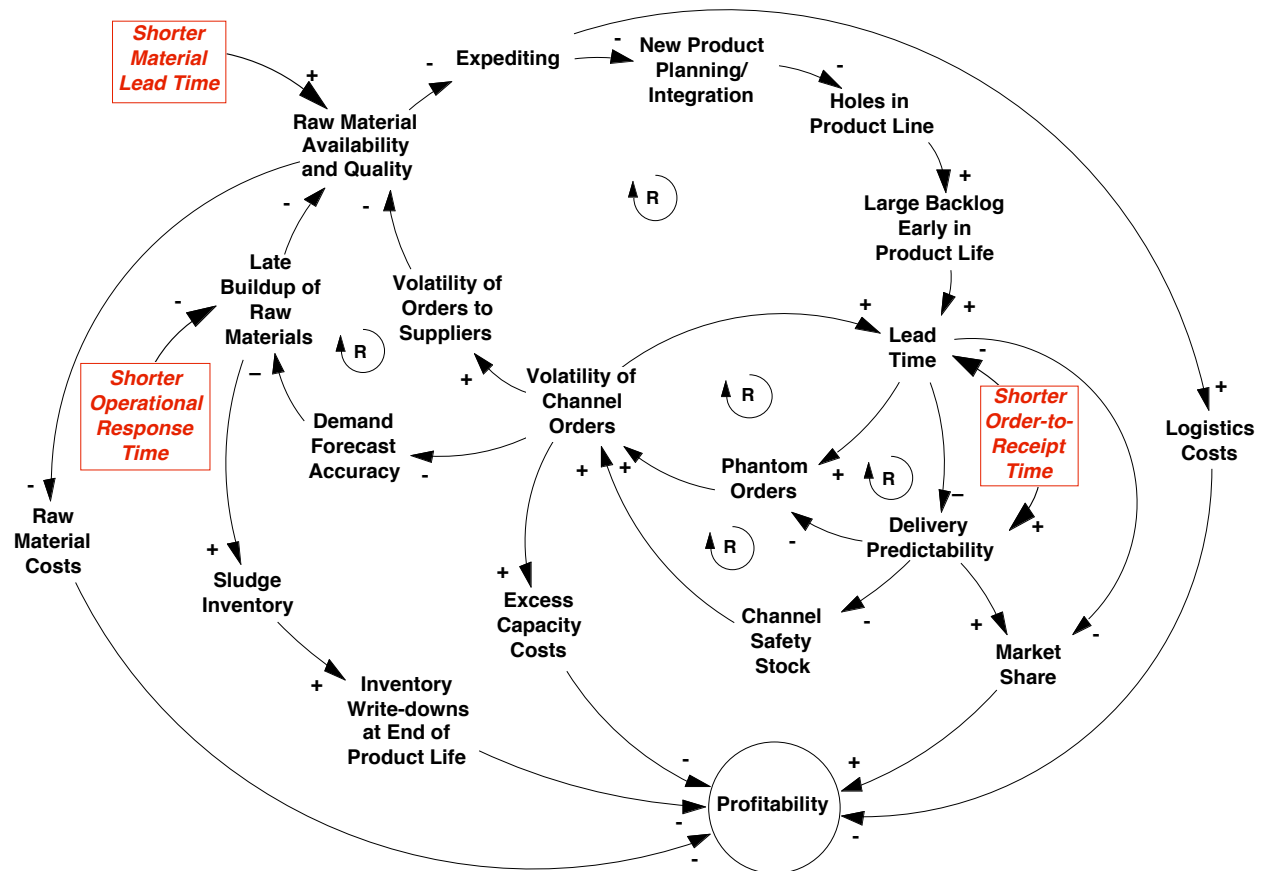 Shorter
Material
Lead Time
+
-
Expediting
-
New Product
Planning/
Integration
-
Holes in
Product Line
Raw Material
Availability
and Quality
+
Large Backlog
Early in
Product Life
R
-
-
Late
Buildup of
Raw
Materials
-
Volatility of
Orders to
Suppliers
R
+
+
Lead
Time
-
Shorter
Operational
Response
Time
–
+
Volatility of
Channel
Orders
R
Shorter
Order-to-
Receipt
Time
+
Logistics
Costs
Demand
Forecast
Accuracy
-
+
+
Phantom
Orders
+
R
–
+
-
Raw
Material
Costs
+
Sludge
Inventory
+
Excess
Capacity
Costs
R
-
Delivery
Predictability
Channel
Safety
Stock
-
+
-
Market
Share
+
Inventory
Write-downs
at End of
Product Life
-
+
Profitability
-
-
-